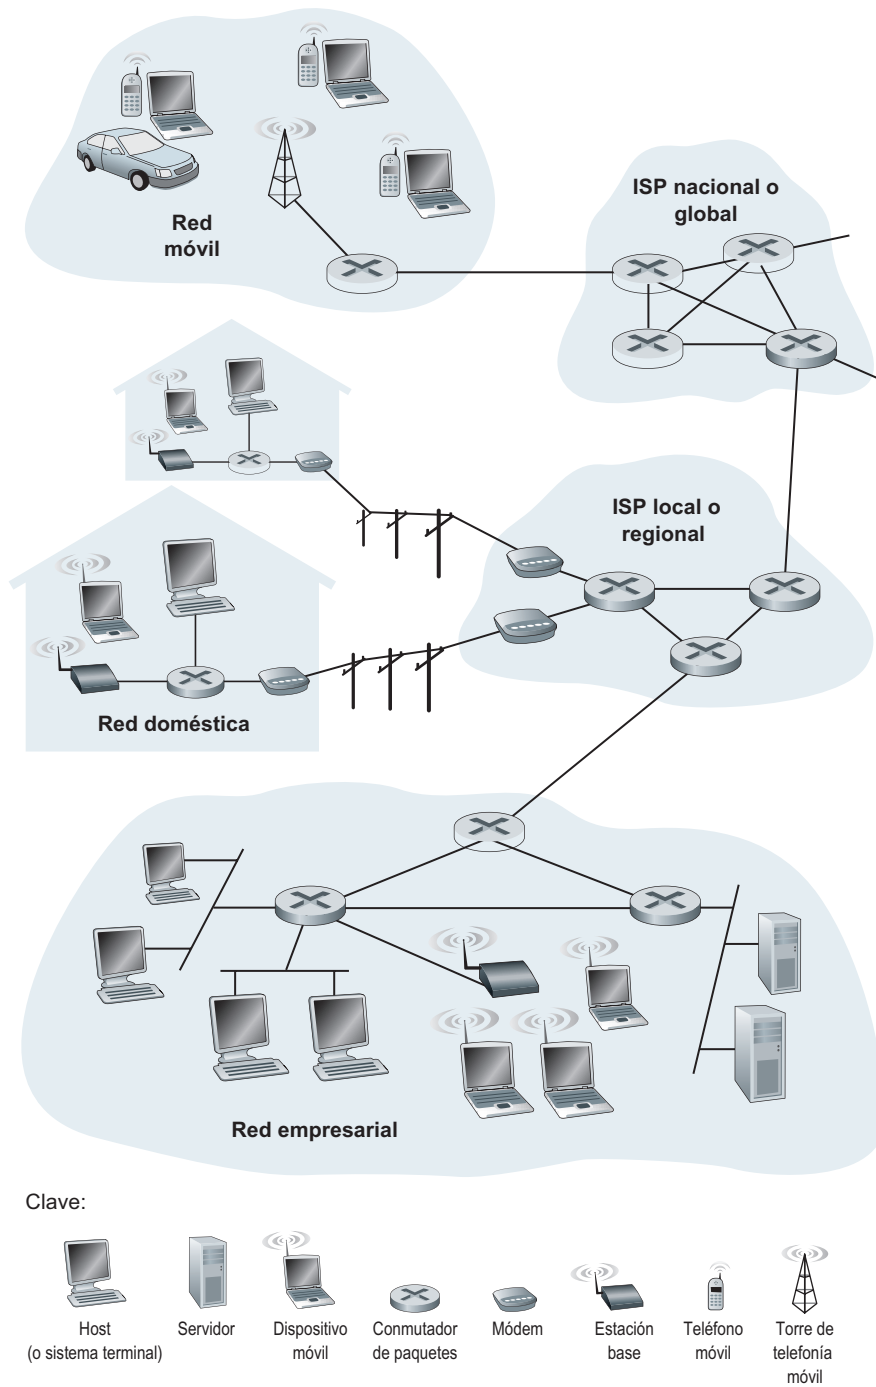 ISP nacional o
global
Red
móvil
ISP local o
regional
Red doméstica
Red empresarial
Clave:
Host
(o sistema terminal)
Servidor
Dispositivo
móvil
Conmutador
de paquetes
Módem
Estación
base
Teléfono
móvil
Torre de
telefonía
móvil